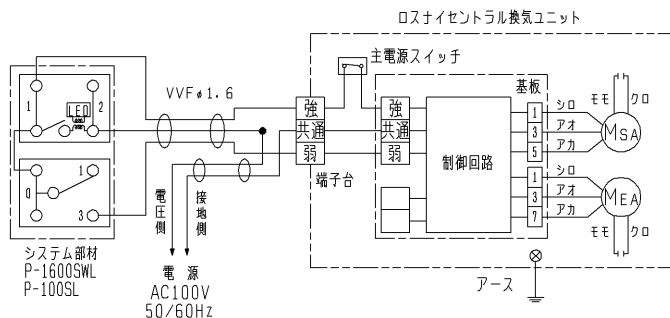 ロスナイセントラル換気ユニット
主電源スイッチ
VVFφ1.6
基板
LED
1
2
0
1
3
強
共通
弱
端子台
強
共通
弱
制御回路
1
3
5
1
3
7
シロ
アオ
アカ
シロ
アオ
アカ
モモ
クロ
MSA
MEA
モモ
クロ
電圧側
接地側
システム部材
P-1600SWL
P-100SL
電源
AC100V
50/60Hz
アース